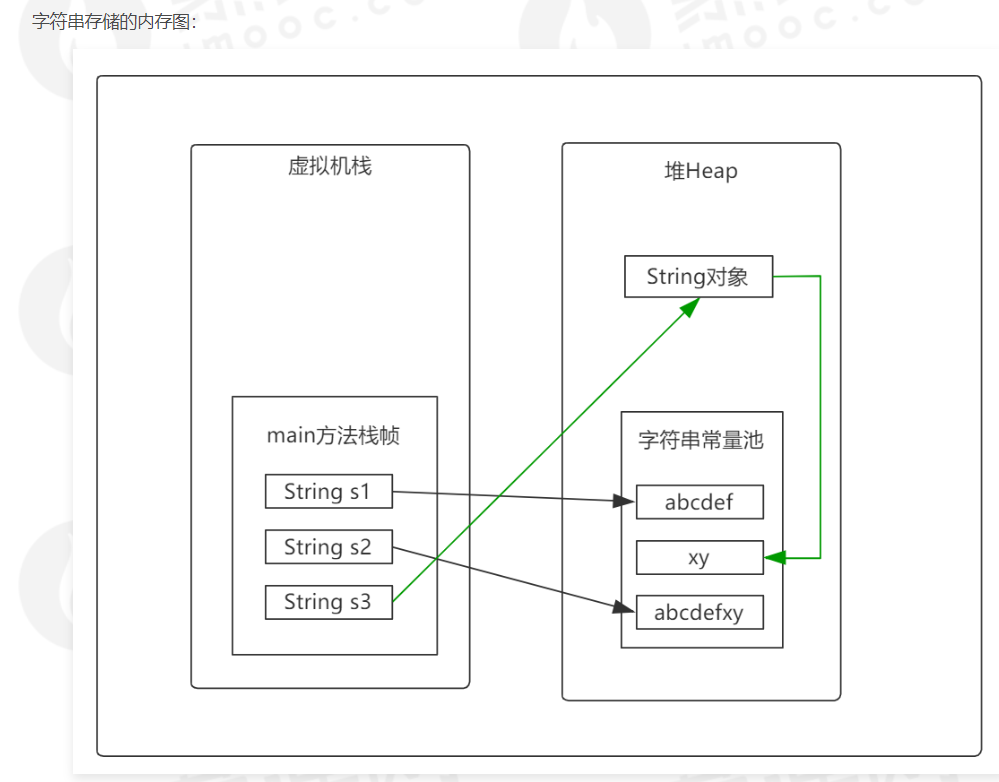 字符串存储的内存图：
虚拟机栈
堆Heap
String对象
main方法栈帧
字符串常量池
String s1
abcdef
String s2
xy
String s3
abcdefxy